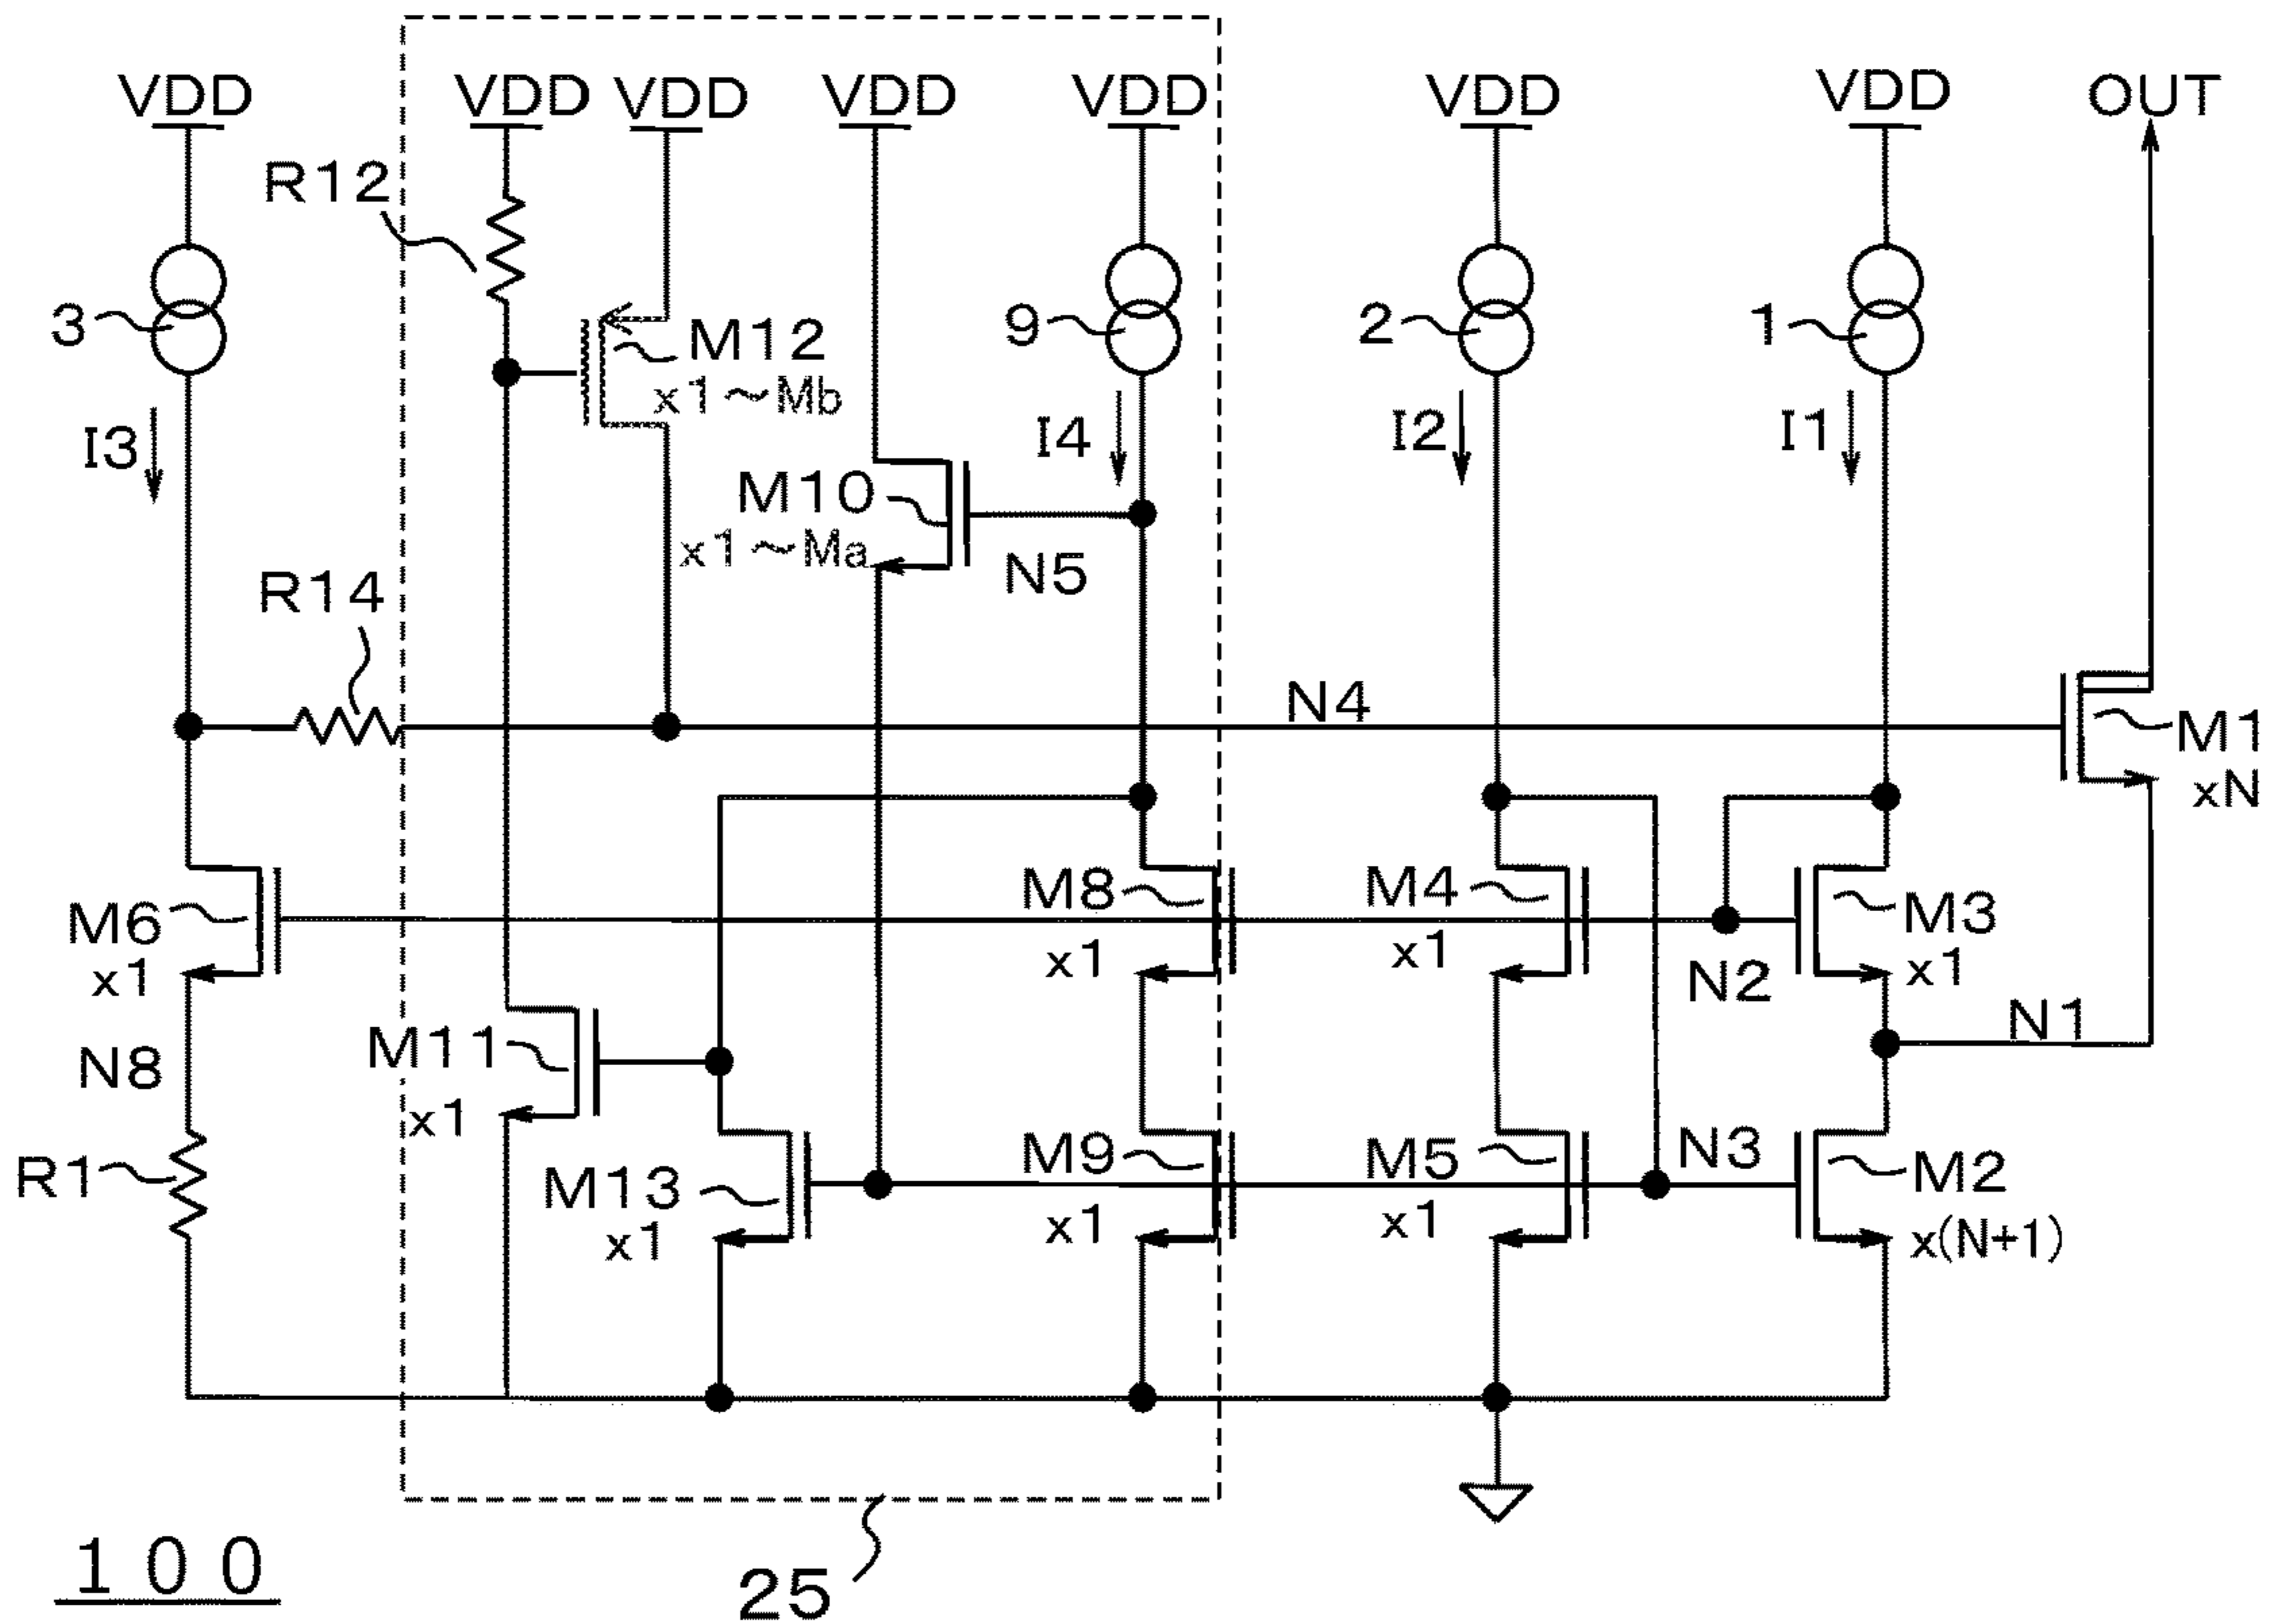 VDD VDD VDD VDD VDD VDD VDD OUT
R12
3 M12 9 2 1
x1～Mb
I3 I4 I2 I1
M10
x1～Ma N5
R14
N4
M1
xN
M6 M8 M4 M3
x1 x1 x1 x1
N2
N1
N8 M11
x1
R1 M13 M9 M5 N3 M2
x1 x1 x1 x(N+1)
100
25